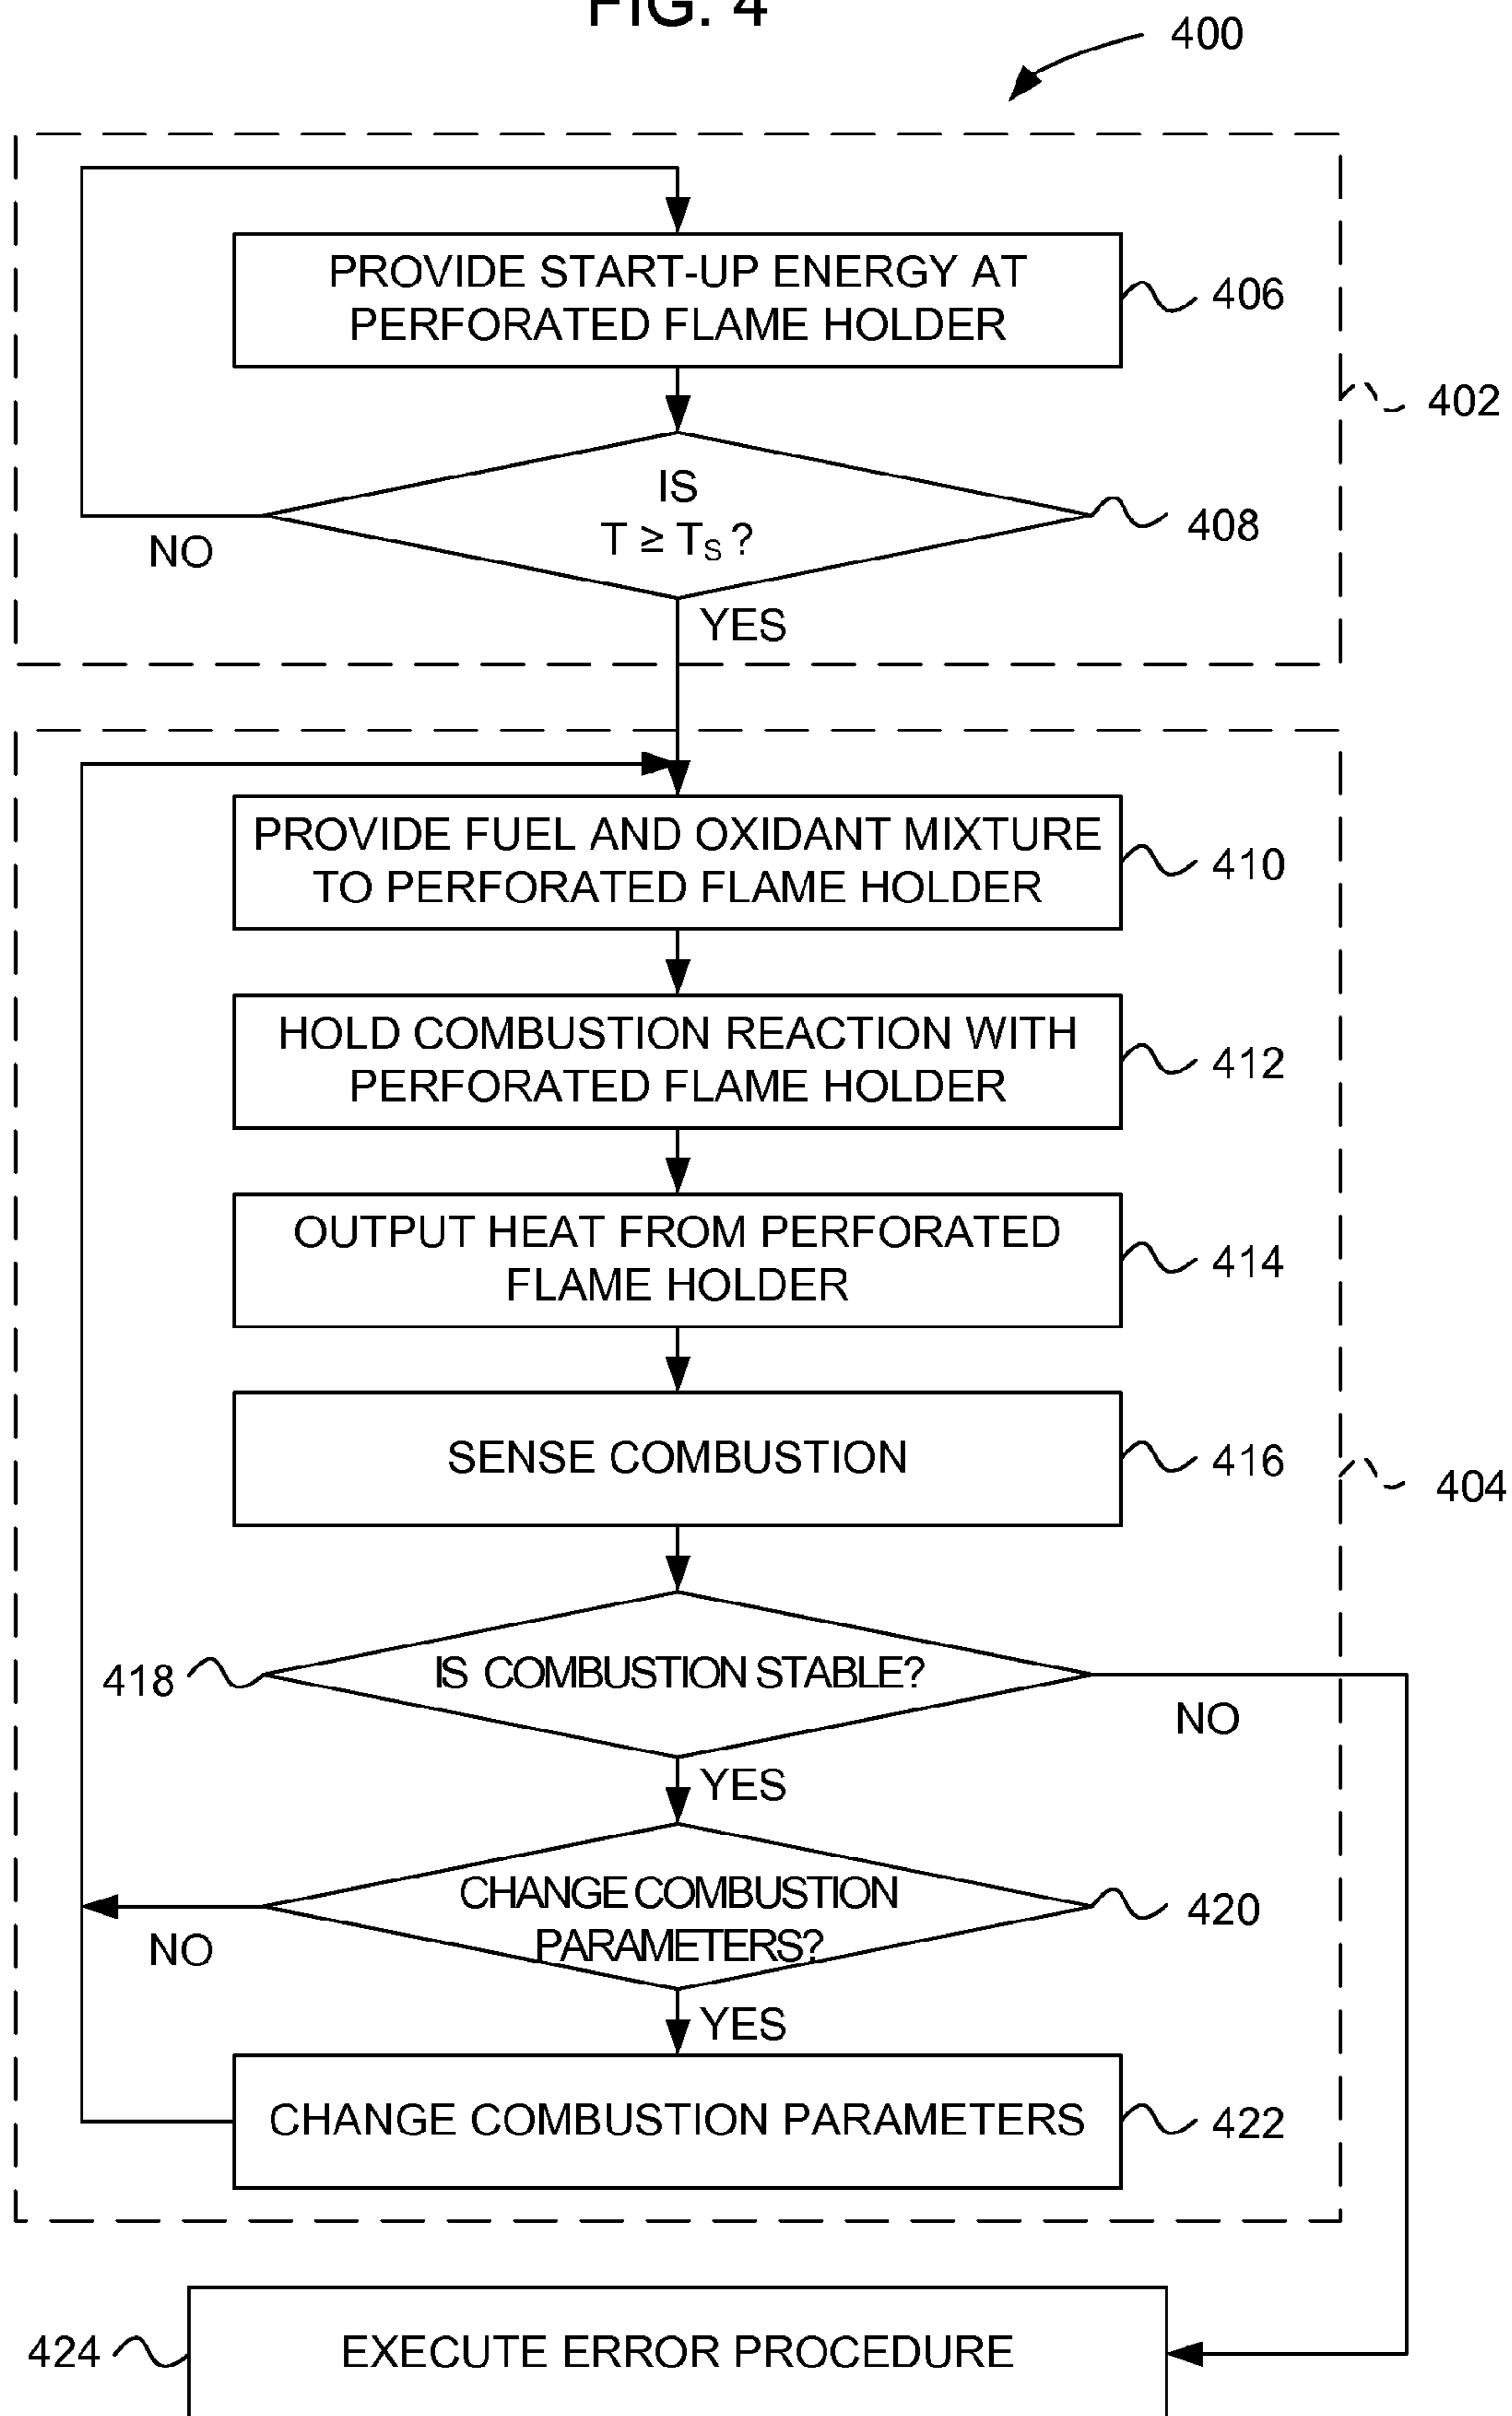 FIG. 4
400
PROVIDE START-UP ENERGY AT
PERFORATED FLAME HOLDER
406
402
IS
T ≥ TS ?
408
NO
YES
PROVIDE FUEL AND OXIDANT MIXTURE
TO PERFORATED FLAME HOLDER
410
HOLD COMBUSTION REACTION WITH
PERFORATED FLAME HOLDER
412
OUTPUT HEAT FROM PERFORATED
FLAME HOLDER
414
SENSE COMBUSTION
416
404
418
IS COMBUSTION STABLE?
NO
YES
CHANGE COMBUSTION
PARAMETERS?
420
NO
YES
CHANGE COMBUSTION PARAMETERS
422
424
EXECUTE ERROR PROCEDURE